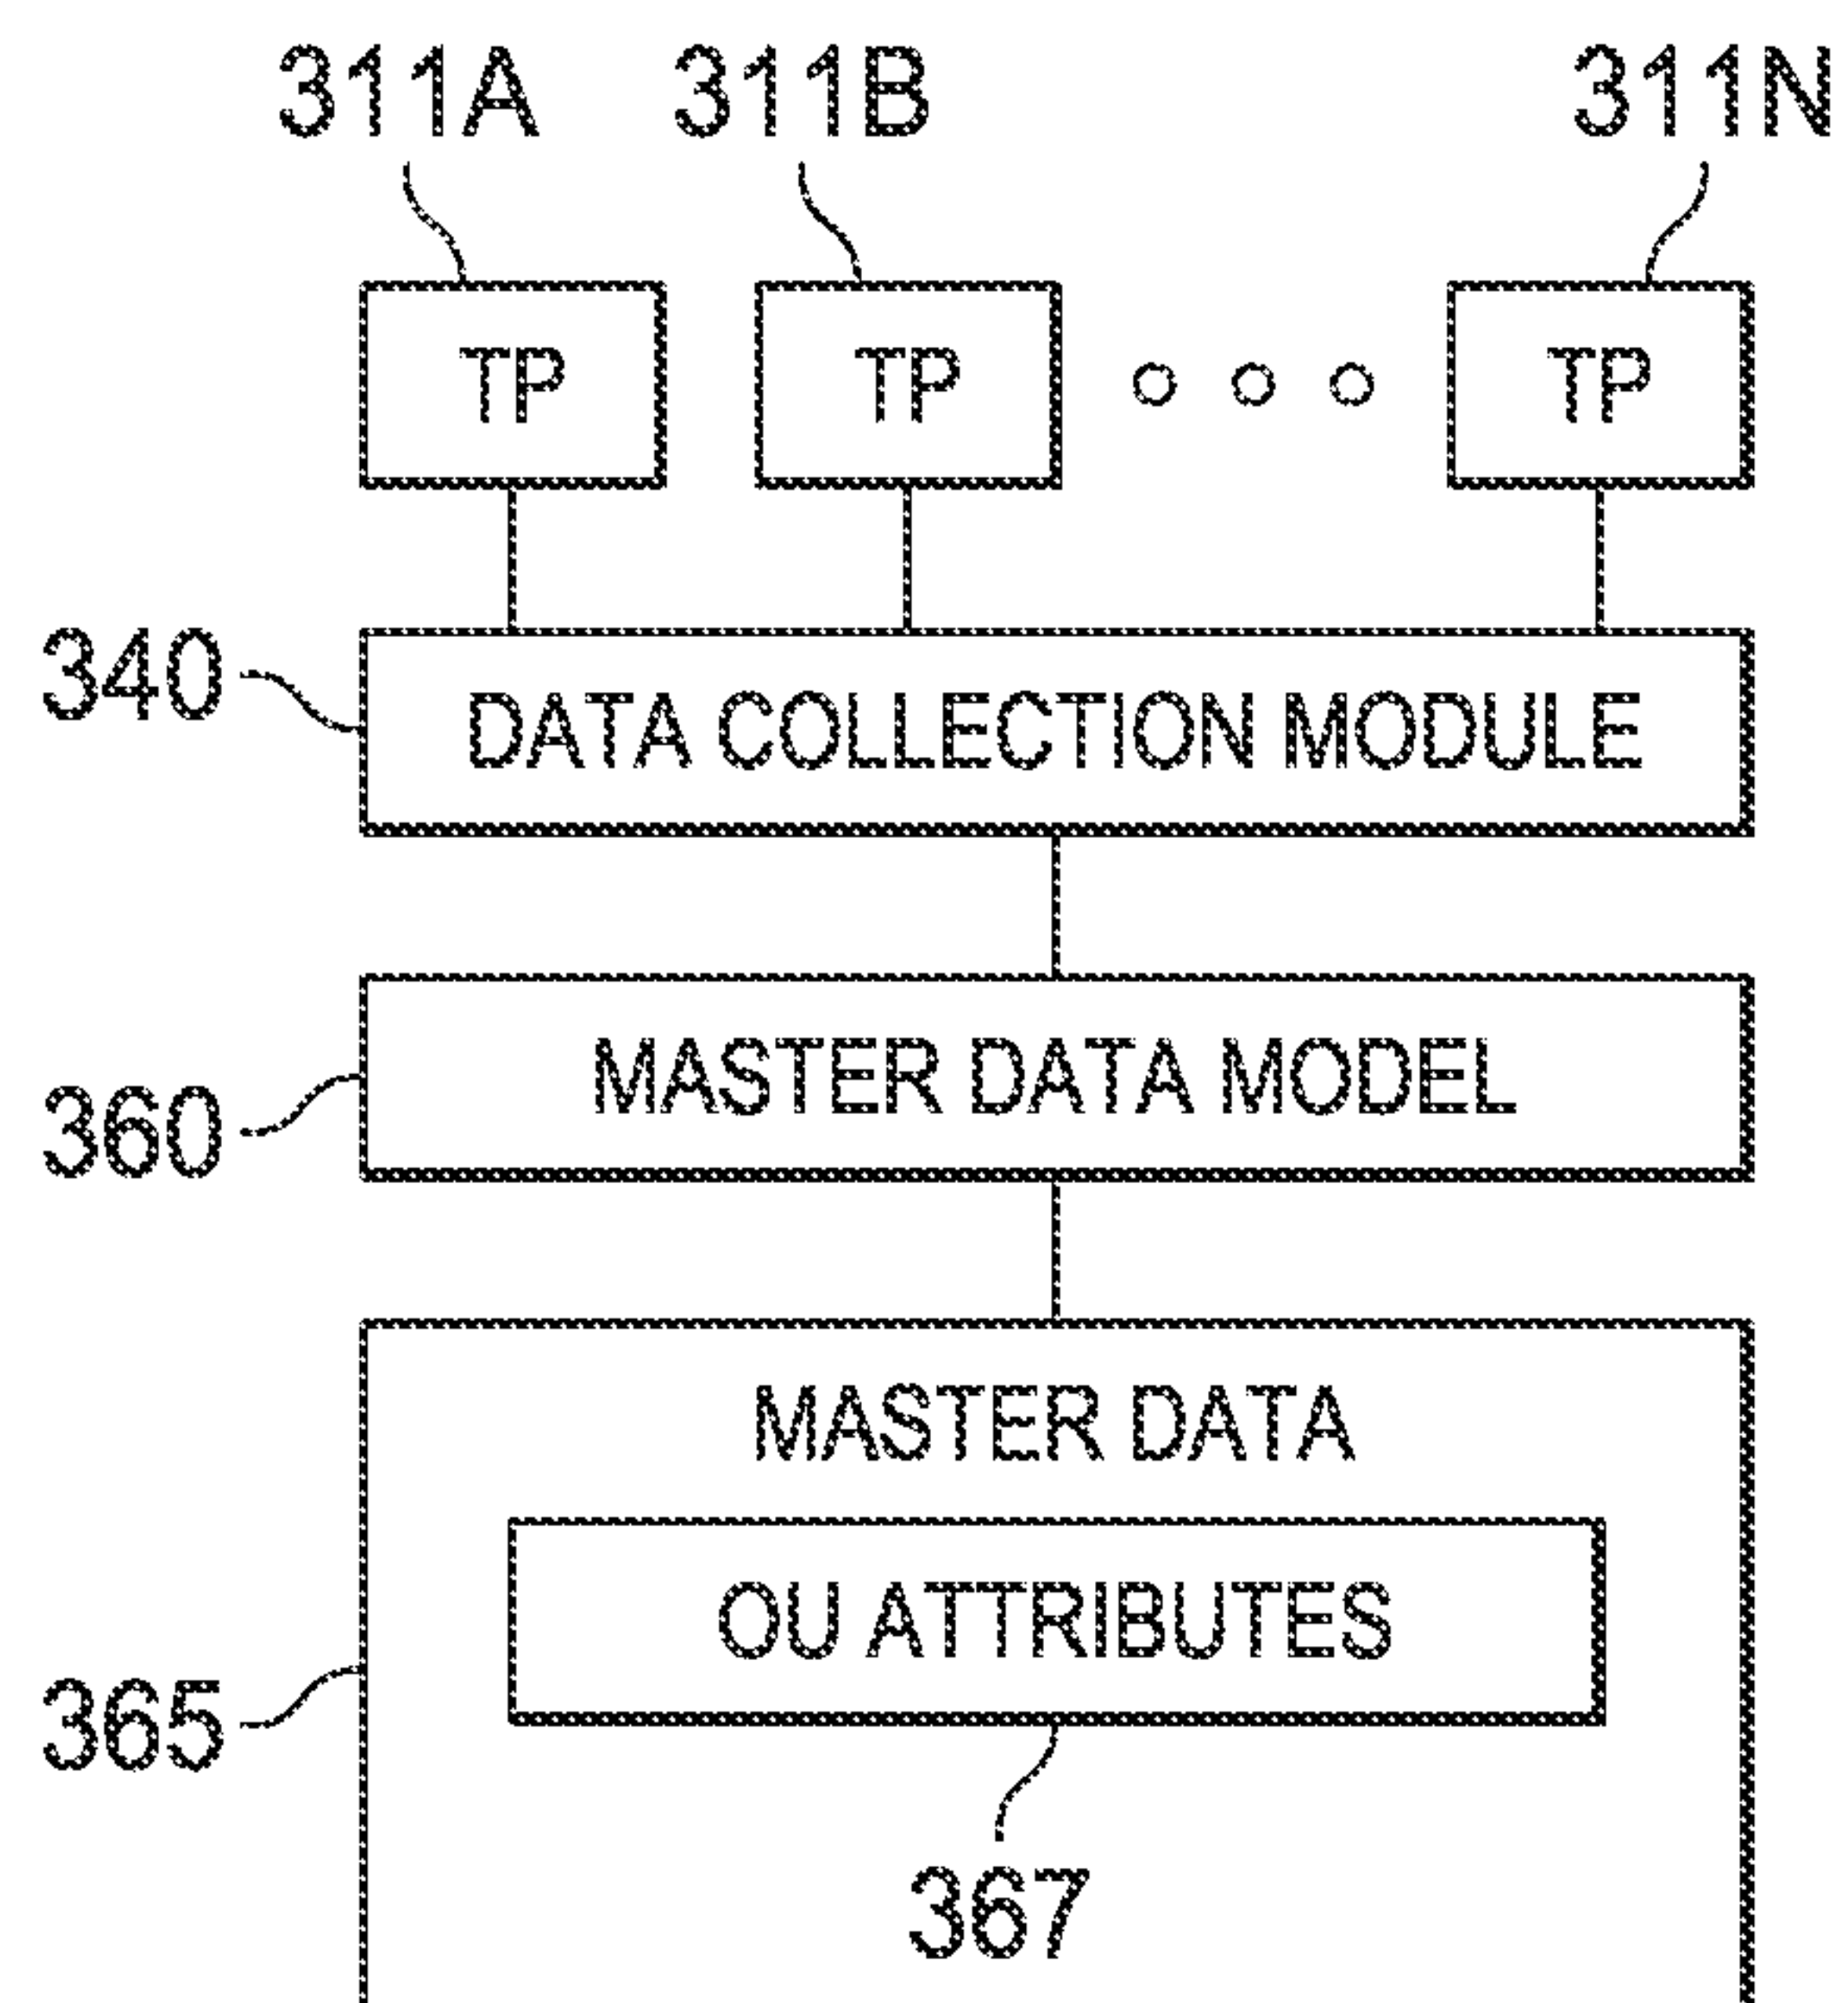 311A 311B 311N
TP TP TP
340
DATA COLLECTION MODULE
MASTER DATA MODEL
360
MASTER DATA
OU ATTRIBUTES
365
367